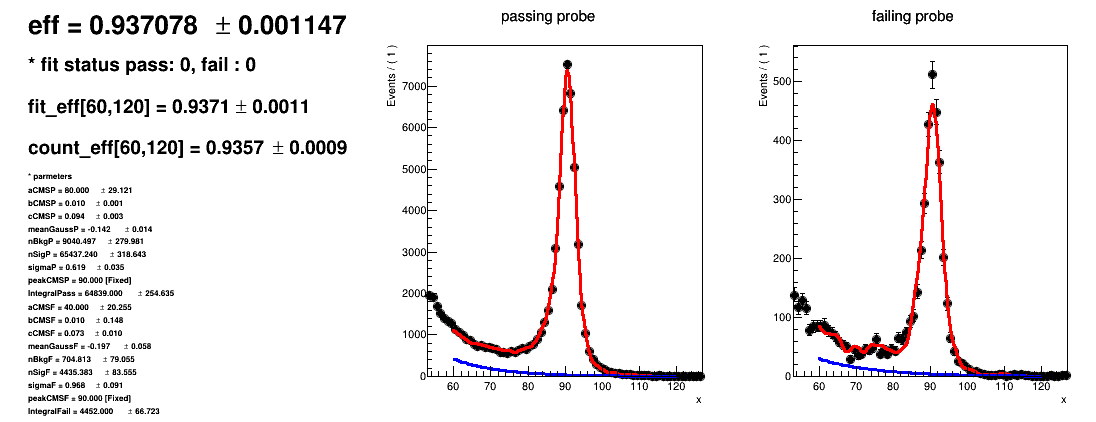 eff = 0.937078 ± 0.001147
* fit status pass: 0, fail : 0
fit_eff[60,120] = 0.9371 ± 0.0011
count_eff[60,120] = 0.9357 ± 0.0009
* parmeters
aCMSP = 80.000 ± 29.121
bCMSP = 0.010 ± 0.001
cCMSP = 0.094 ± 0.003
meanGaussP = -0.142 ± 0.014
nBkgP = 9040.497 ± 279.981
nSigP = 65437.240 ± 318.643
sigmaP = 0.619 ± 0.035
peakCMSP = 90.000 [Fixed]
IntegralPass = 64839.000 ± 254.635
aCMSF = 40.000 ± 20.255
bCMSF = 0.010 ± 0.148
cCMSF = 0.073 ± 0.010
meanGaussF = -0.197 ± 0.058
nBkgF = 704.813 ± 79.055
nSigF = 4435.383 ± 83.555
sigmaF = 0.968 ± 0.091
peakCMSF = 90.000 [Fixed]
IntegralFail = 4452.000 ± 66.723
passing probe
Events / ( 1 )
7000
6000
5000
4000
3000
2000
1000
0
60 70 80 90 100 110 120
x
failing probe
Events / ( 1 )
500
400
300
200
100
0
60 70 80 90 100 110 120
x